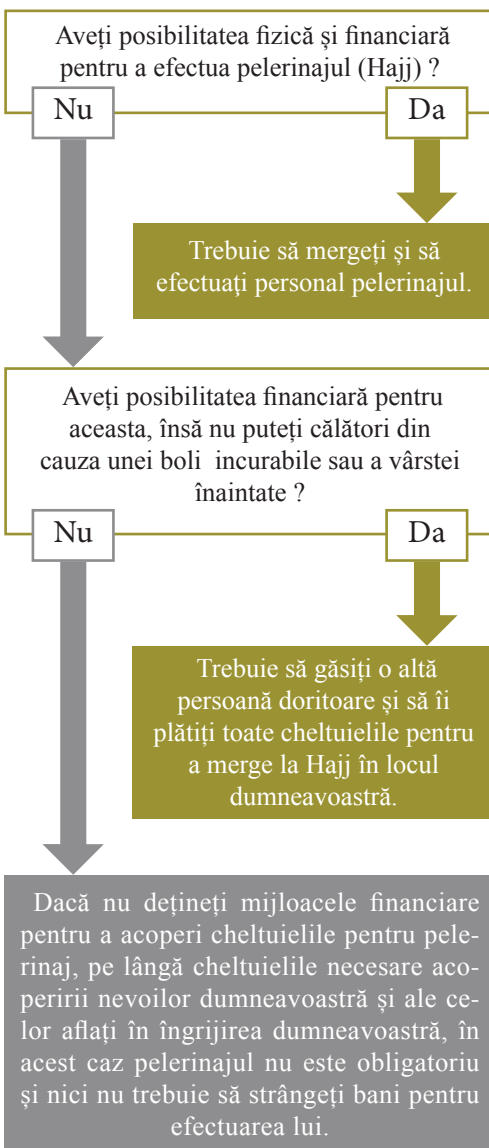 Aveți posibilitatea fizică și financiară
pentru a efectua pelerinajul (Hajj) ?
Nu
Da
Trebuie să mergeți și să
efectuați personal pelerinajul.
Aveți posibilitatea financiară pentru
aceasta, însă nu puteți călători din
cauza unei boli incurabile sau a vârstei
înaintate ?
Nu
Da
Trebuie să găsiți o altă
persoană doritoare și să îi
plătiți toate cheltuielile pentru
a merge la Hajj în locul
dumneavoastră.
Dacă nu dețineți mijloacele financiare
pentru a acoperi cheltuielile pentru pele-
rinaj, pe lângă cheltuielile necesare aco-
peririi nevoilor dumneavoastră și ale ce-
lor aflați în îngrijirea dumneavoastră, în
acest caz pelerinajul nu este obligatoriu
și nici nu trebuie să strângeți bani pentru
efectuarea lui.